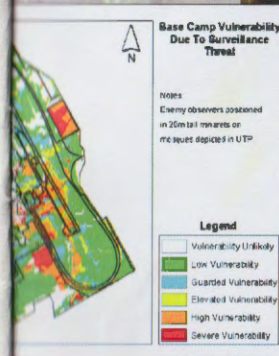 N
Base Camp Vulnerability
Due To Surveillance
Threat
Notes
Enemy observers positioned
in 20m tall minarets on
mosques depicted in UTP
Legend
Vulnerability Unlikely
Low Vulnerability
Guarded Vulnerability
Elevated Vulnerability
High Vulnerability
Severe Vulnerability